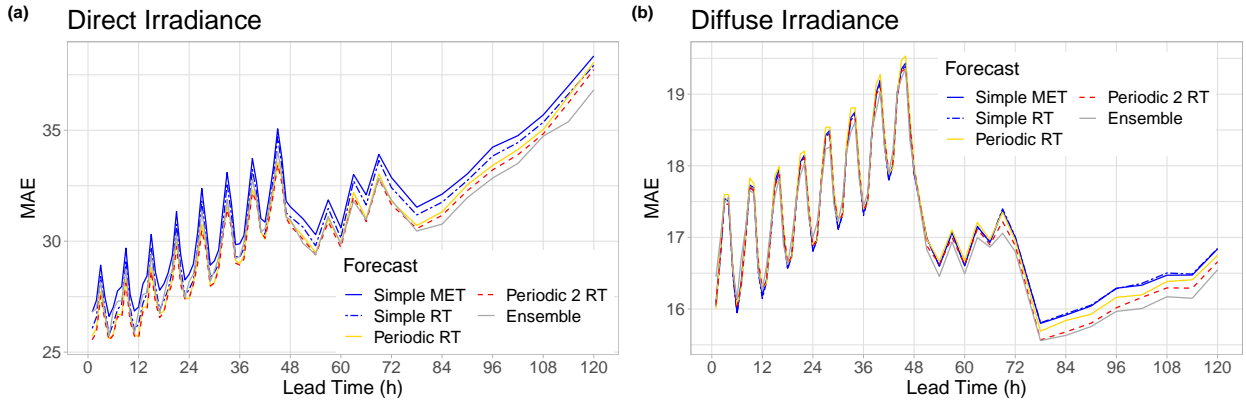 (a)
Direct Irradiance
MAE
35
30
25
0 12 24 36 48 60 72 84 96 108 120
Lead Time (h)
Forecast
Simple MET
Simple RT
Periodic RT
Periodic 2 RT
Ensemble
(b)
Diffuse Irradiance
MAE
19
18
17
16
0 12 24 36 48 60 72 84 96 108 120
Lead Time (h)
Forecast
Simple MET
Simple RT
Periodic RT
Periodic 2 RT
Ensemble